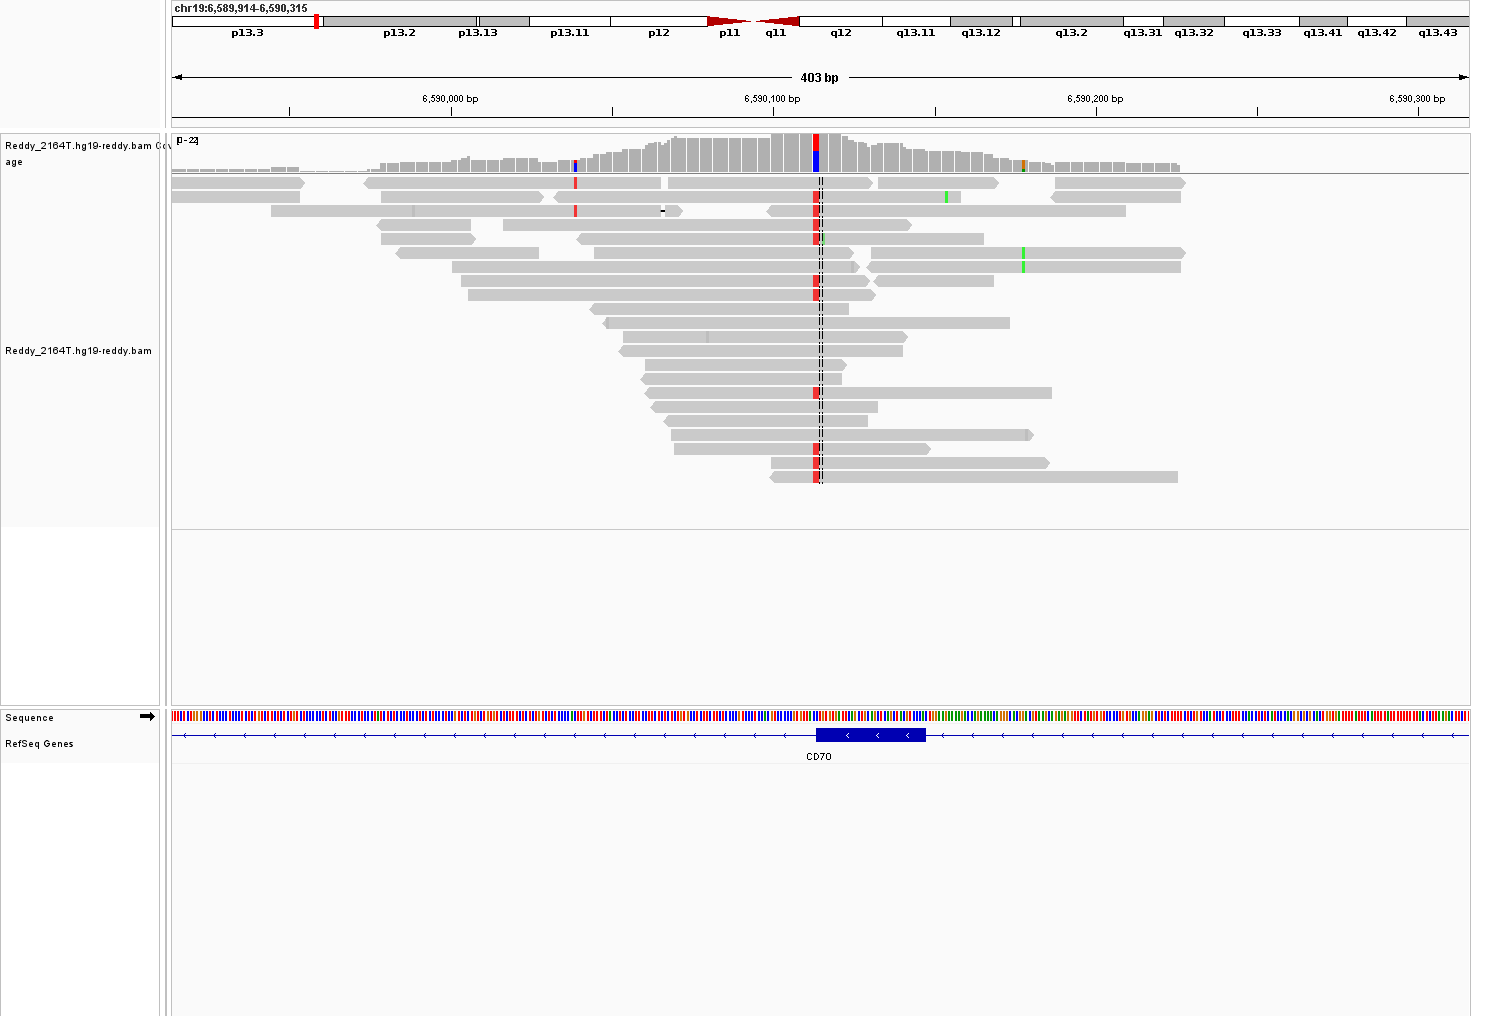 chr19:6,589,914-6,590,315
p13.3 p13.2 p13.13 p13.11 p12 p11 q11 q12 q13.11 q13.12 q13.2 q13.31 q13.32 q13.33 q13.41 q13.42 q13.43
403 bp
6,590,000 bp 6,590,100 bp 6,590,200 bp 6,590,300 bp
[0-22]
Reddy_2164T.hg19-reddy.bam Cov
age
Reddy_2164T.hg19-reddy.bam
Sequence
RefSeq Genes
CD70